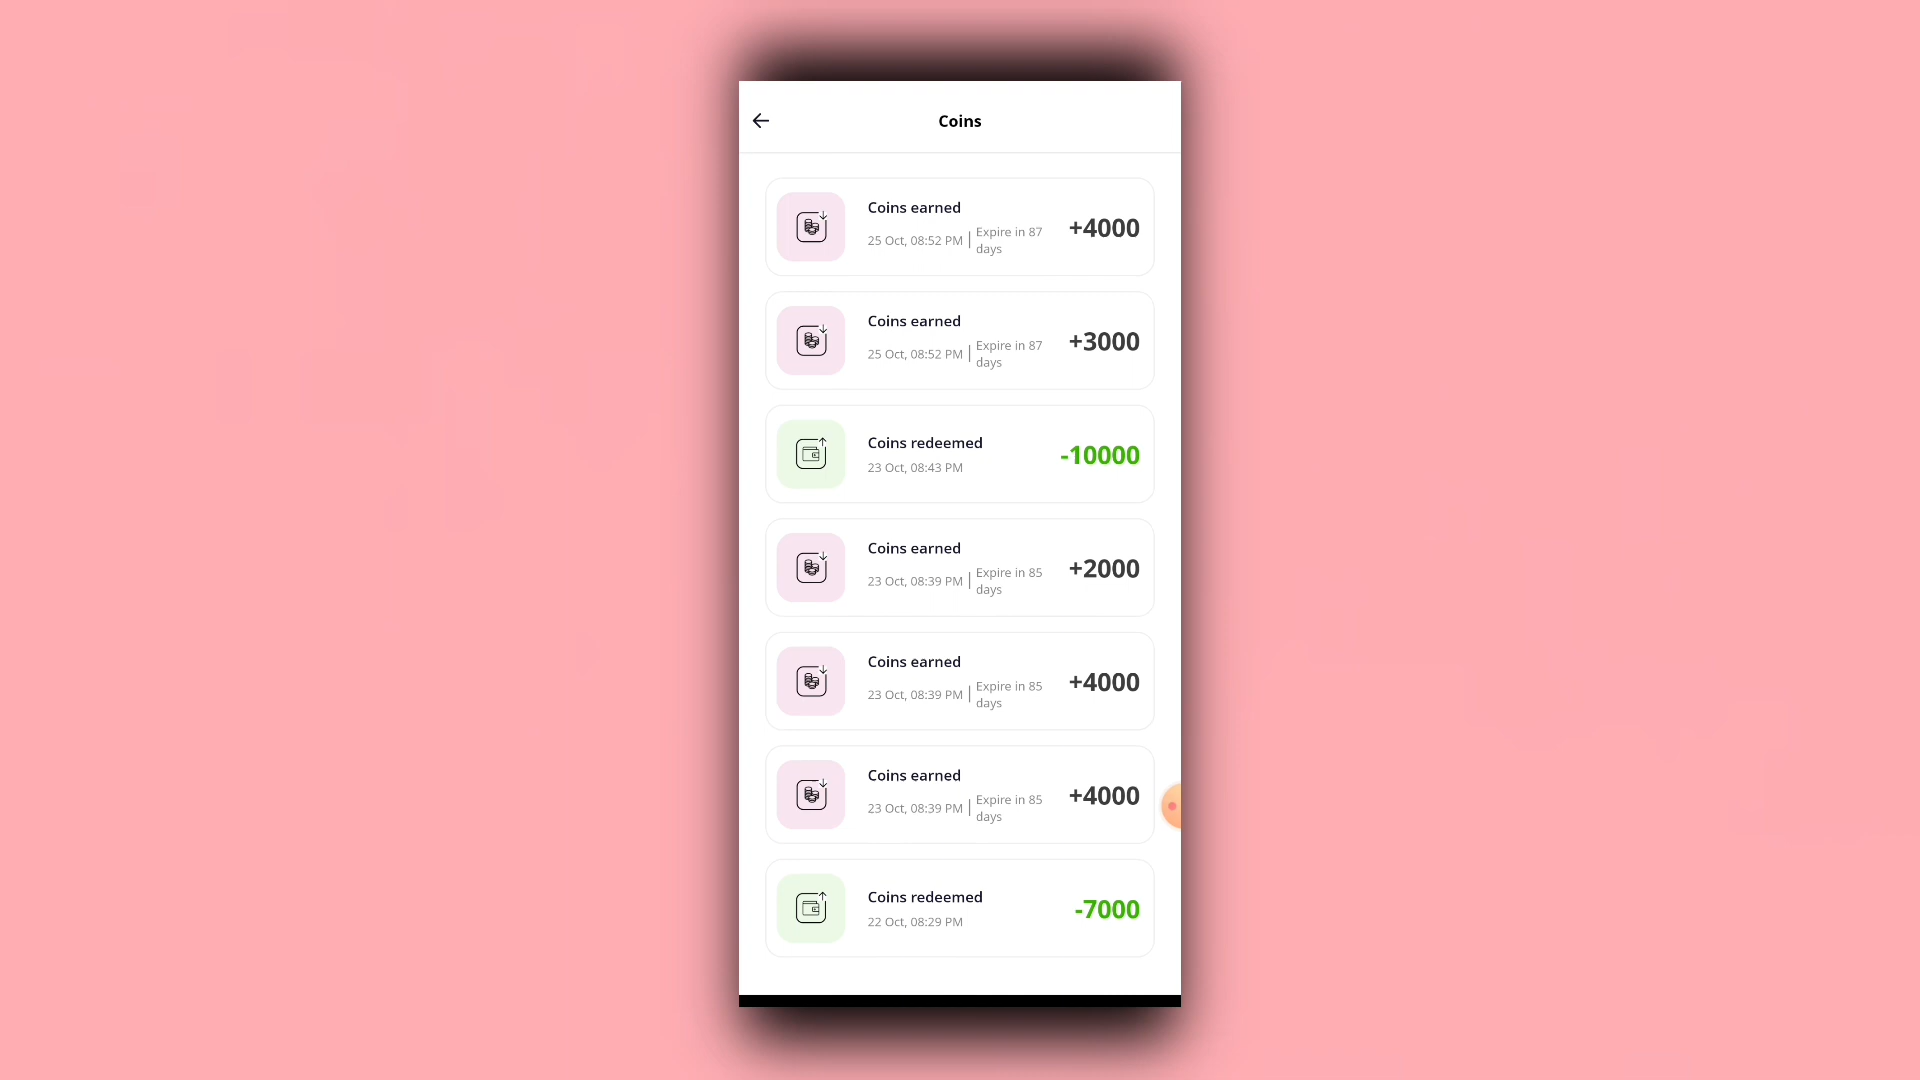 Coins
Coins earned
25 Oct, 08:52 PM | Expire in 87
days
+4000
Coins earned
25 Oct, 08:52 PM | Expire in 87
days
+3000
Coins redeemed
23 Oct, 08:43 PM
-10000
Coins earned
23 Oct, 08:39 PM | Expire in 85
days
+2000
Coins earned
23 Oct, 08:39 PM | Expire in 85
days
+4000
Coins earned
23 Oct, 08:39 PM | Expire in 85
days
+4000
Coins redeemed
22 Oct, 08:29 PM
-7000